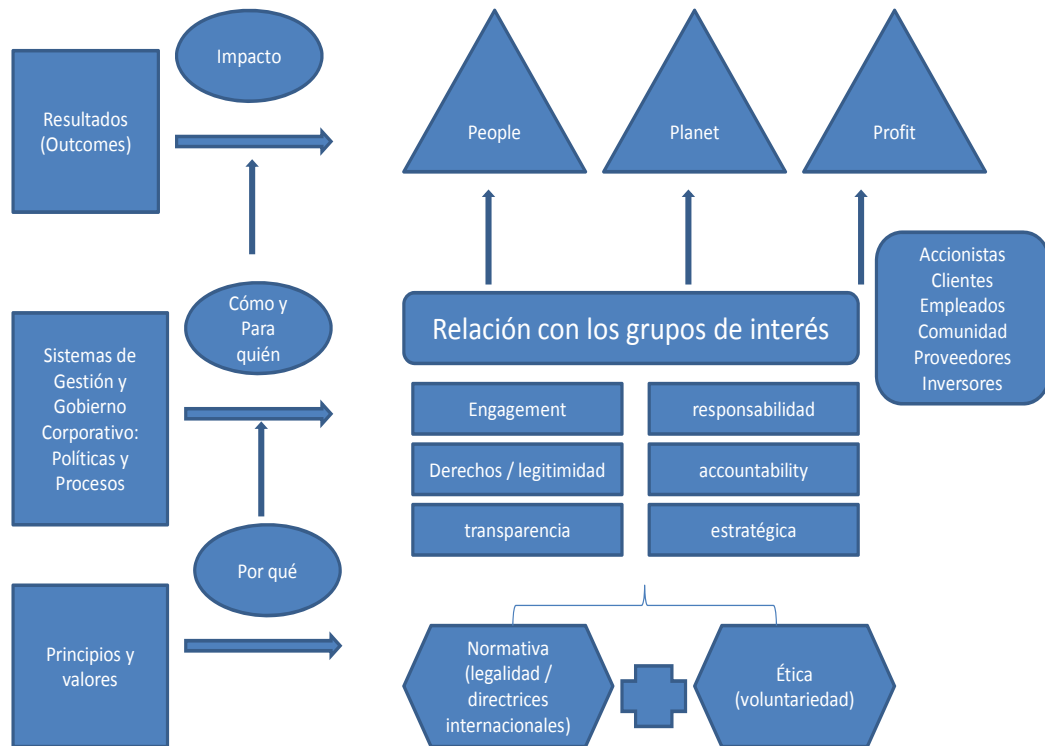 Impacto
Resultados
(Outcomes)
People
Planet
Profit
Cómo y
Para
quién
Sistemas de
Gestión y
Gobierno
Corporativo:
Políticas y
Procesos
Relación con los grupos de interés
Accionistas
Clientes
Empleados
Comunidad
Proveedores
Inversores
Engagement
responsabilidad
Derechos / legitimidad
accountability
transparencia
estratégica
Por qué
Principios y
valores
Normativa
(legalidad /
directrices
internacionales)
Ética
(voluntariedad)